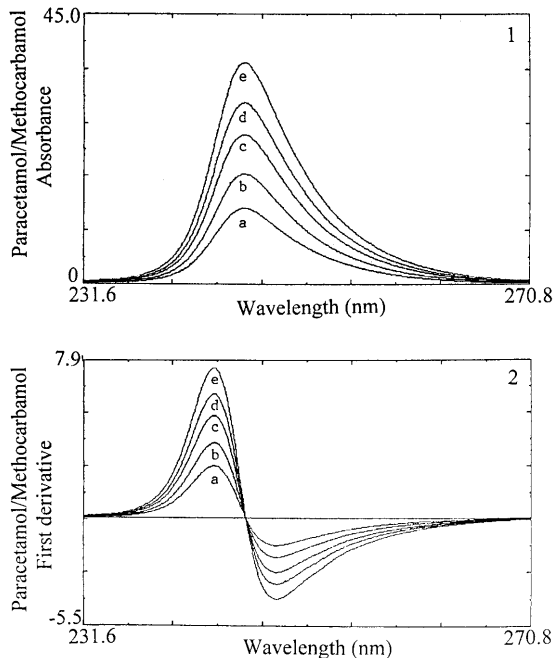 45.0
1
Paracetamol/Methocarbamol
Absorbance
e
d
c
b
a
0
231.6
Wavelength (nm)
270.8
7.9
2
Paracetamol/Methocarbamol
First derivative
e
d
c
b
a
-5.5
231.6
Wavelength (nm)
270.8